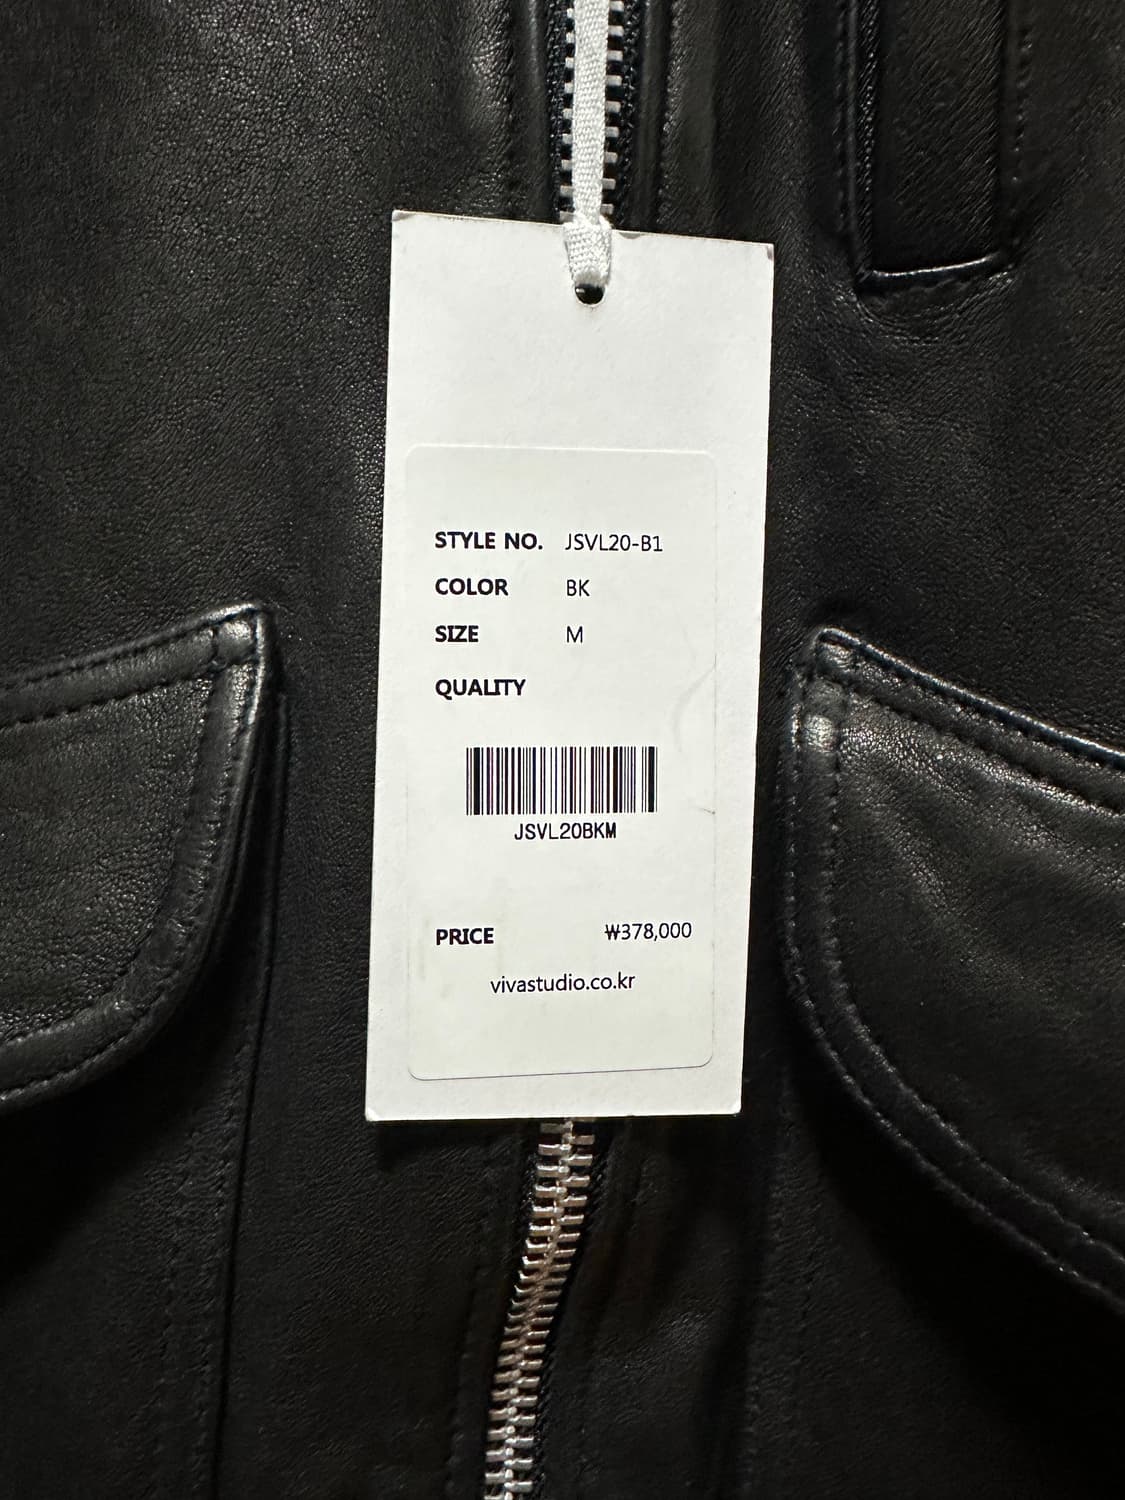 STYLE NO. JSVL20-B1
COLOR BK
SIZE M
QUALITY
JSVL20BKM
PRICE ₩378,000
vivastudio.co.kr